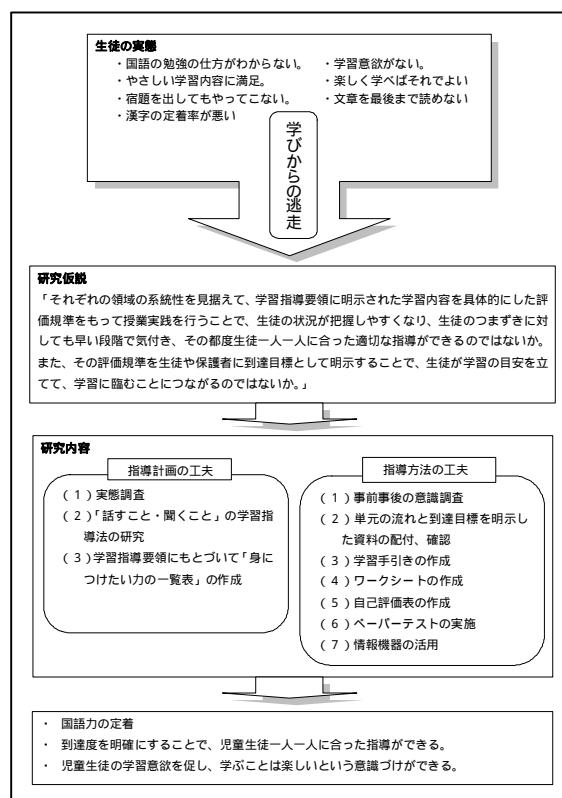 生徒の実態
・国語の勉強の仕方がわからない。 ・学習意欲がない。
・やさしい学習内容に満足。 ・楽しく学べばそれでよい
・宿題を出してもやってこない。 ・文章を最後まで読めない
・漢字の定着率が悪い
学びからの逃走
研究仮説
「それぞれの領域の系統性を見据えて、学習指導要領に明示された学習内容を具体的にした評
価規準をもって授業実践を行うことで、生徒の状況が把握しやすくなり、生徒のつまずきに対
しても早い段階で気付き、その都度生徒一人一人に合った適切な指導ができるのではないか。
また、その評価規準を生徒や保護者に到達目標として明示することで、生徒が学習の目安を立
てて、学習に臨むことにつながるのではないか。」
研究内容
指導計画の工夫
(1)実態調査
(2)「話すこと・聞くこと」の学習指
導法の研究
(3)学習指導要領にもとづいて「身に
つけたい力の一覧表」の作成
指導方法の工夫
(1)事前事後の意識調査
(2)単元の流れと到達目標を明示し
た資料の配付、確認
(3)学習手引きの作成
(4)ワークシートの作成
(5)自己評価表の作成
(6)ペーパーテストの実施
(7)情報機器の活用
・ 国語力の定着
・ 到達度を明確にすることで、児童生徒一人一人に合った指導ができる。
・ 児童生徒の学習意欲を促し、学ぶことは楽しいという意識づけができる。